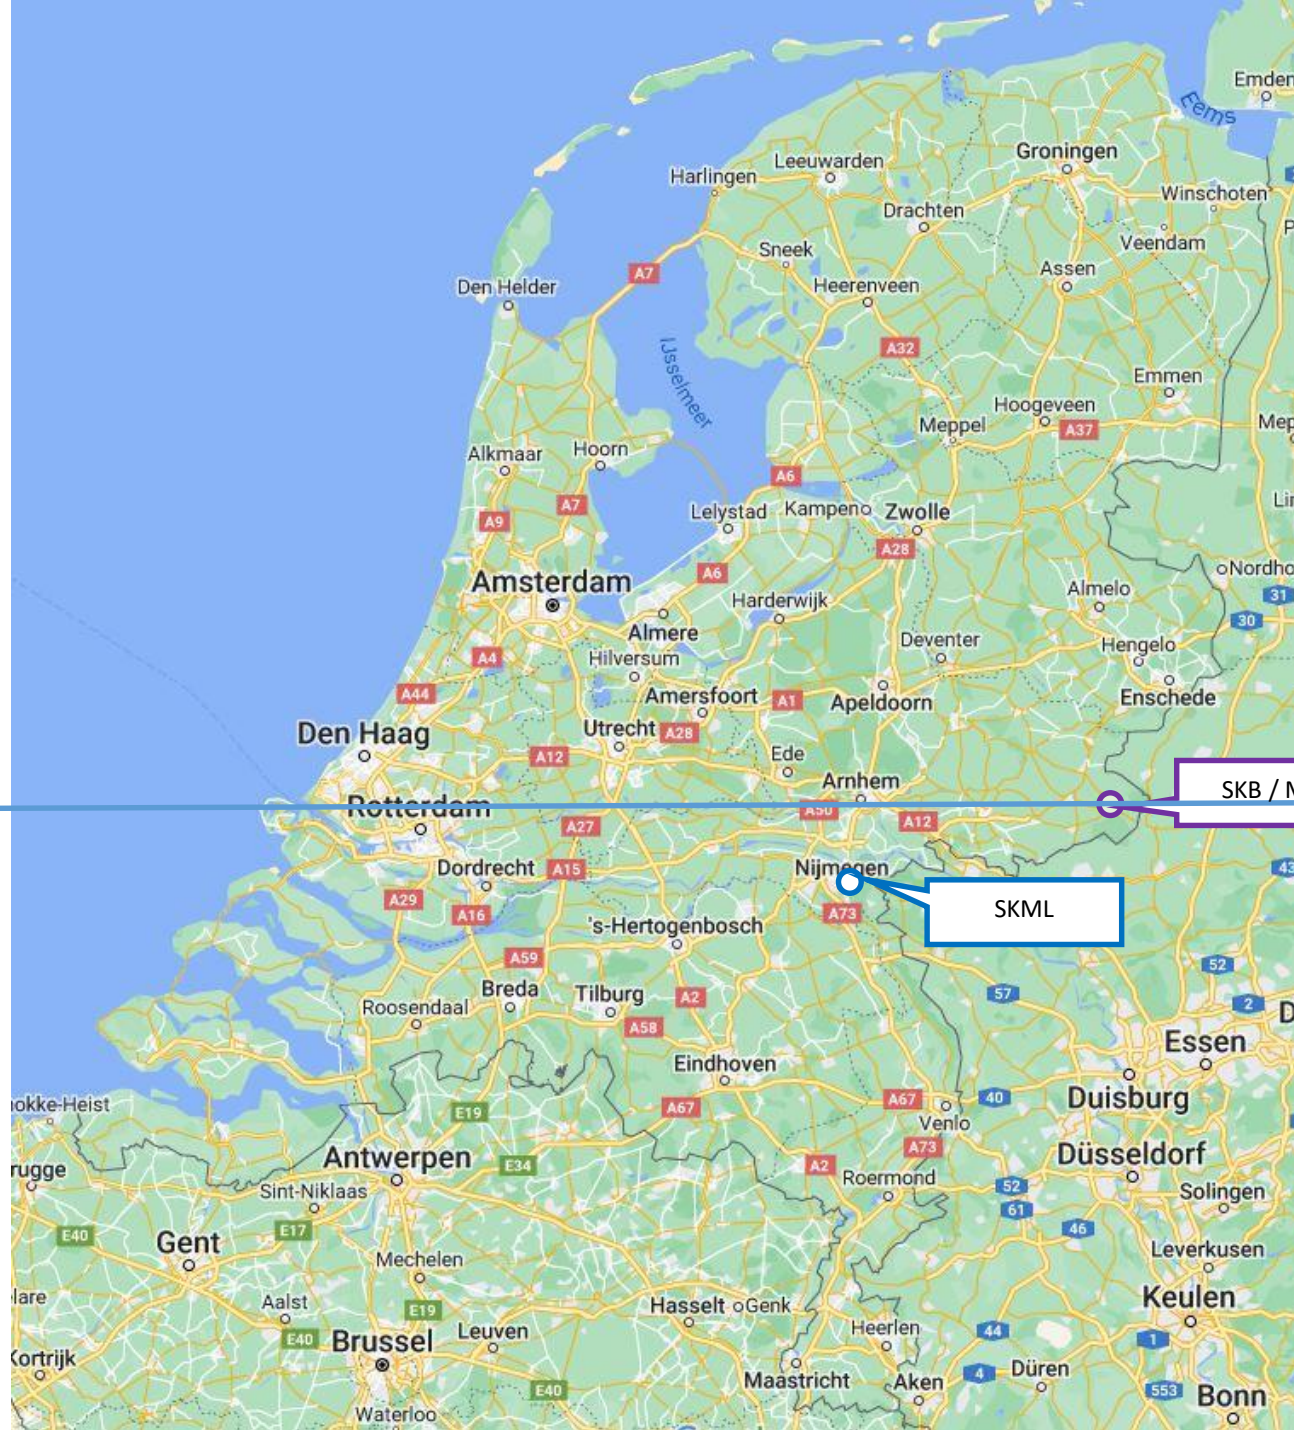 Emden
Eems
Groningen
Leeuwarden
Harlingen
Winschoten
Drachten
Veendam
Sneek
A7
Assen
Den Helder
Heerenveen
IJsselmeer
A32
Emmen
Hoogeveen
Meppel
A37
Mep
Alkmaar
Hoorn
A6
Lelystad
Kampen
Zwolle
Lin
A7
A9
A28
Nordho
Amsterdam
A6
Almelo
31
Harderwijk
30
Almere
Deventer
Hengelo
A4
Hilversum
A44
Amersfoort
A1
Apeldoorn
Enschede
Den Haag
Utrecht
A28
A12
Ede
Arnhem
SKB / M
Rotterdam
A50
A27
A12
Dordrecht
A15
Nijmegen
43
A29
A16
A73
SKML
's-Hertogenbosch
A59
52
Breda
Tilburg
A2
57
2
Roosendaal
A58
D
Essen
Eindhoven
40
Duisburg
okke-Heist
E19
A67
A67
Venlo
A73
rugge
Antwerpen
E34
A2
Düsseldorf
Roermond
52
Sint-Niklaas
Solingen
61
E40
E17
46
Gent
Leverkusen
Mechelen
lare
Aalst
E19
Hasselt
Genk
Keulen
E40
Brussel
Leuven
Heerlen
44
1
Kortrijk
Maastricht
Aken
4
Düren
E40
553
Bonn
Waterloo